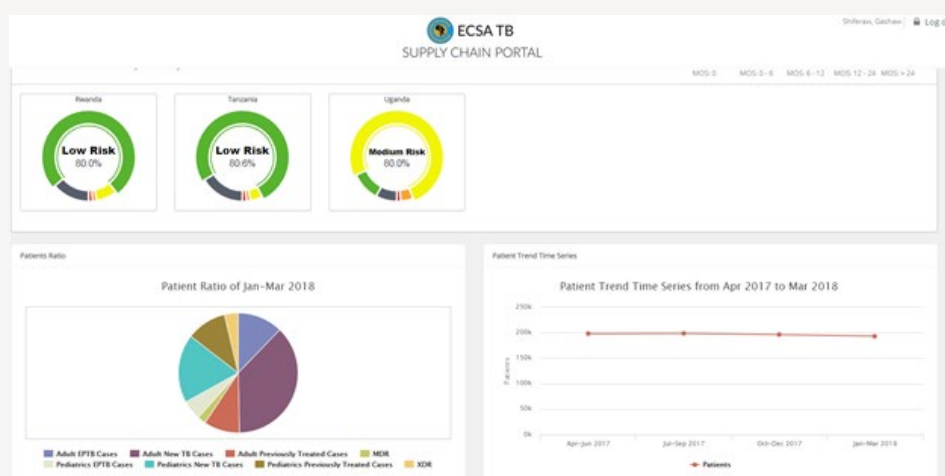 ECSA TB
SUPPLY CHAIN PORTAL
Shiferaw, Gashaw
Log o
MOS: 0 MOS: 0 - 6 MOS: 6 - 12 MOS: 12 - 24 MOS: > 24
Rwanda
Low Risk
80.0%
Tanzania
Low Risk
80.6%
Uganda
Medium Risk
80.0%
Patients Ratio
Patient Ratio of Jan-Mar 2018
Adult EPTB Cases Adult New TB Cases Adult Previously Treated Cases MDR
Pediatrics EPTB Cases Pediatrics New TB Cases Pediatrics Previously Treated Cases XDR
Patient Trend Time Series
Patient Trend Time Series from Apr 2017 to Mar 2018
250k
200k
150k
100k
50k
0k
Patients
Apr-Jun 2017 Jul-Sep 2017 Oct-Dec 2017 Jan-Mar 2018
Patients